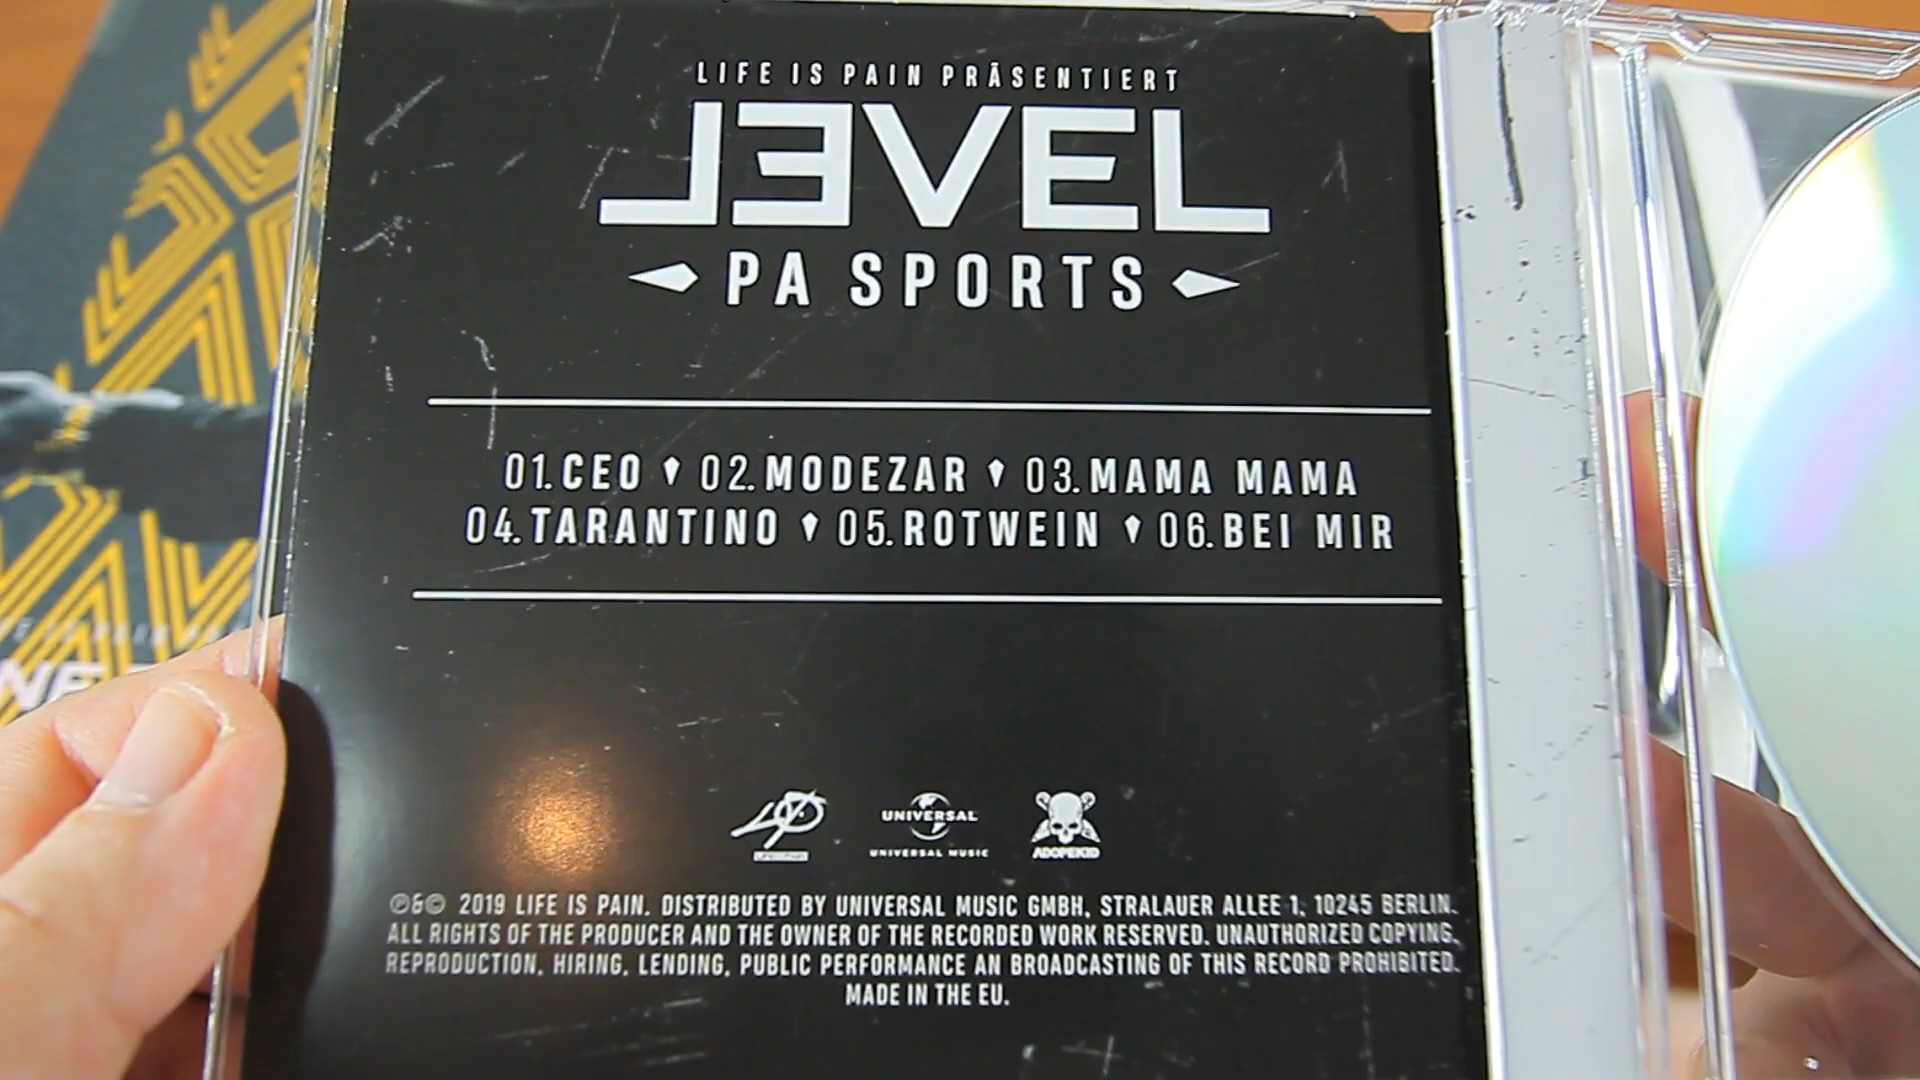 LIFE IS PAIN PRÄSENTIERT
LEVEL
PA SPORTS
01. CEO ♦ 02. MODEZAR ♦ 03. MAMA MAMA
04. TARANTINO ♦ 05. ROTWEIN ♦ 06. BEI MIR
UNIVERSAL
UNIVERSAL MUSIC
ADOPEKID
℗&© 2019 LIFE IS PAIN. DISTRIBUTED BY UNIVERSAL MUSIC GMBH, STRALAUER ALLEE 1, 10245 BERLIN.
ALL RIGHTS OF THE PRODUCER AND THE OWNER OF THE RECORDED WORK RESERVED. UNAUTHORIZED COPYING,
REPRODUCTION, HIRING, LENDING, PUBLIC PERFORMANCE AN BROADCASTING OF THIS RECORD PROHIBITED.
MADE IN THE EU.